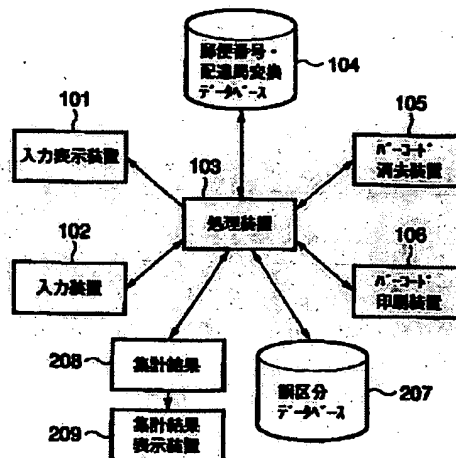 郵便番号・
配達局変換
データベース
104
101
入力表示装置
103
処理装置
105
バーコード
消去装置
102
入力装置
106
バーコード
印刷装置
208
集計結果
209
集計結果
表示装置
誤区分
データベース
207